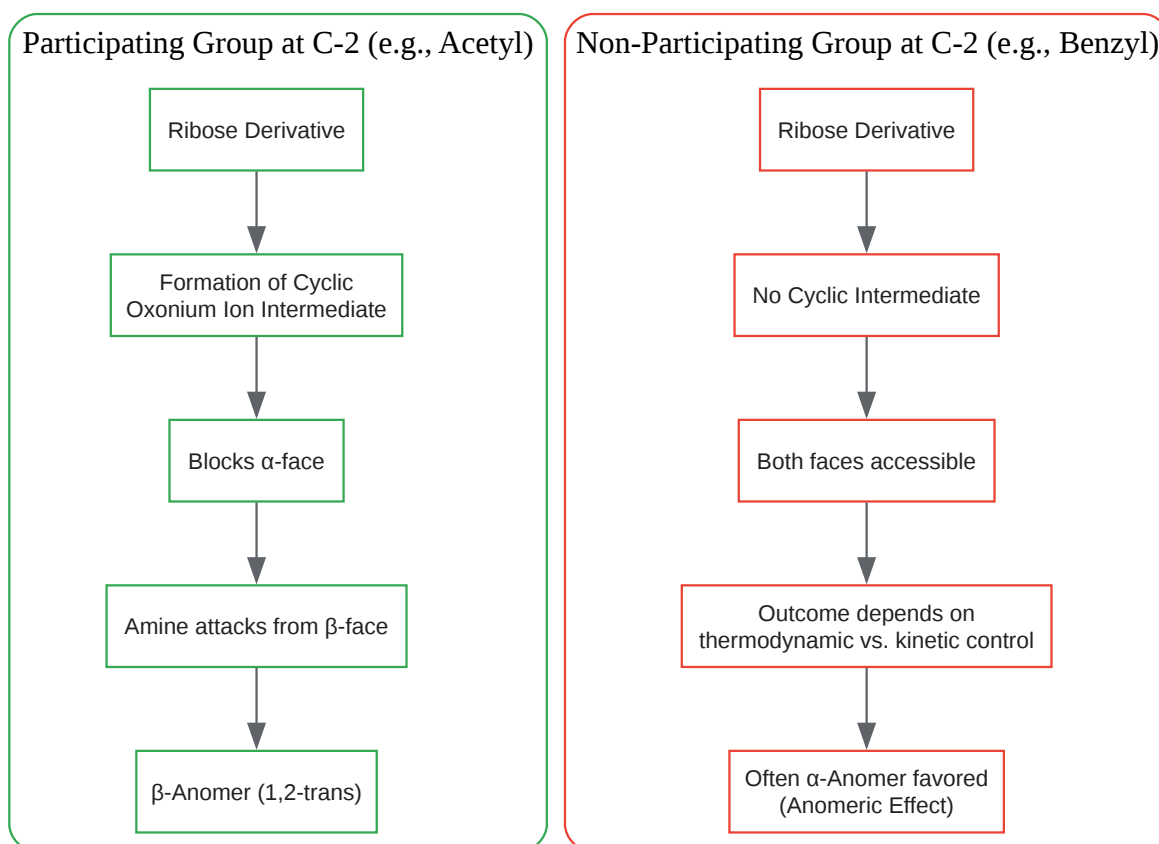 Participating Group at C-2 (e.g., Acetyl)
Ribose Derivative
Formation of Cyclic
Oxonium Ion Intermediate
Blocks α-face
Amine attacks from β-face
β-Anomer (1,2-trans)
Non-Participating Group at C-2 (e.g., Benzyl)
Ribose Derivative
No Cyclic Intermediate
Both faces accessible
Outcome depends on
thermodynamic vs. kinetic control
Often α-Anomer favored
(Anomeric Effect)